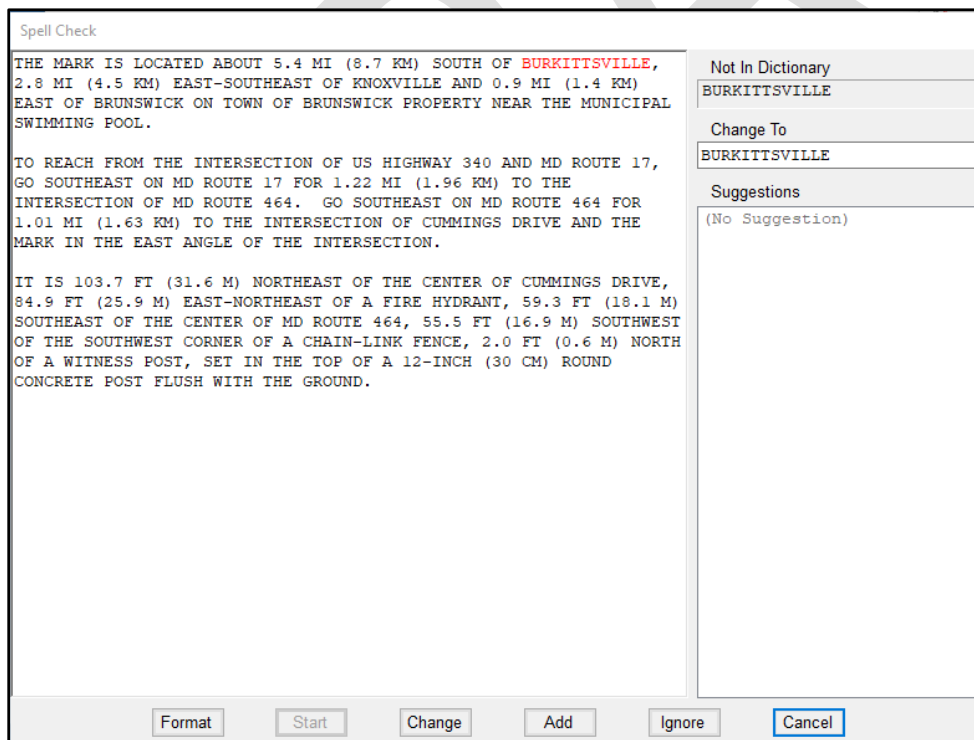 Spell Check
THE MARK IS LOCATED ABOUT 5.4 MI (8.7 KM) SOUTH OF BURKITTSVILLE,
2.8 MI (4.5 KM) EAST-SOUTHEAST OF KNOXVILLE AND 0.9 MI (1.4 KM)
EAST OF BRUNSWICK ON TOWN OF BRUNSWICK PROPERTY NEAR THE MUNICIPAL
SWIMMING POOL.
TO REACH FROM THE INTERSECTION OF US HIGHWAY 340 AND MD ROUTE 17,
GO SOUTHEAST ON MD ROUTE 17 FOR 1.22 MI (1.96 KM) TO THE
INTERSECTION OF MD ROUTE 464.  GO SOUTHEAST ON MD ROUTE 464 FOR
1.01 MI (1.63 KM) TO THE INTERSECTION OF CUMMINGS DRIVE AND THE
MARK IN THE EAST ANGLE OF THE INTERSECTION.
IT IS 103.7 FT (31.6 M) NORTHEAST OF THE CENTER OF CUMMINGS DRIVE,
84.9 FT (25.9 M) EAST-NORTHEAST OF A FIRE HYDRANT, 59.3 FT (18.1 M)
SOUTHEAST OF THE CENTER OF MD ROUTE 464, 55.5 FT (16.9 M) SOUTHWEST
OF THE SOUTHWEST CORNER OF A CHAIN-LINK FENCE, 2.0 FT (0.6 M) NORTH
OF A WITNESS POST, SET IN THE TOP OF A 12-INCH (30 CM) ROUND
CONCRETE POST FLUSH WITH THE GROUND.
Not In Dictionary
BURKITTSVILLE
Change To
BURKITTSVILLE
Suggestions
(No Suggestion)
Format Start Change Add Ignore Cancel